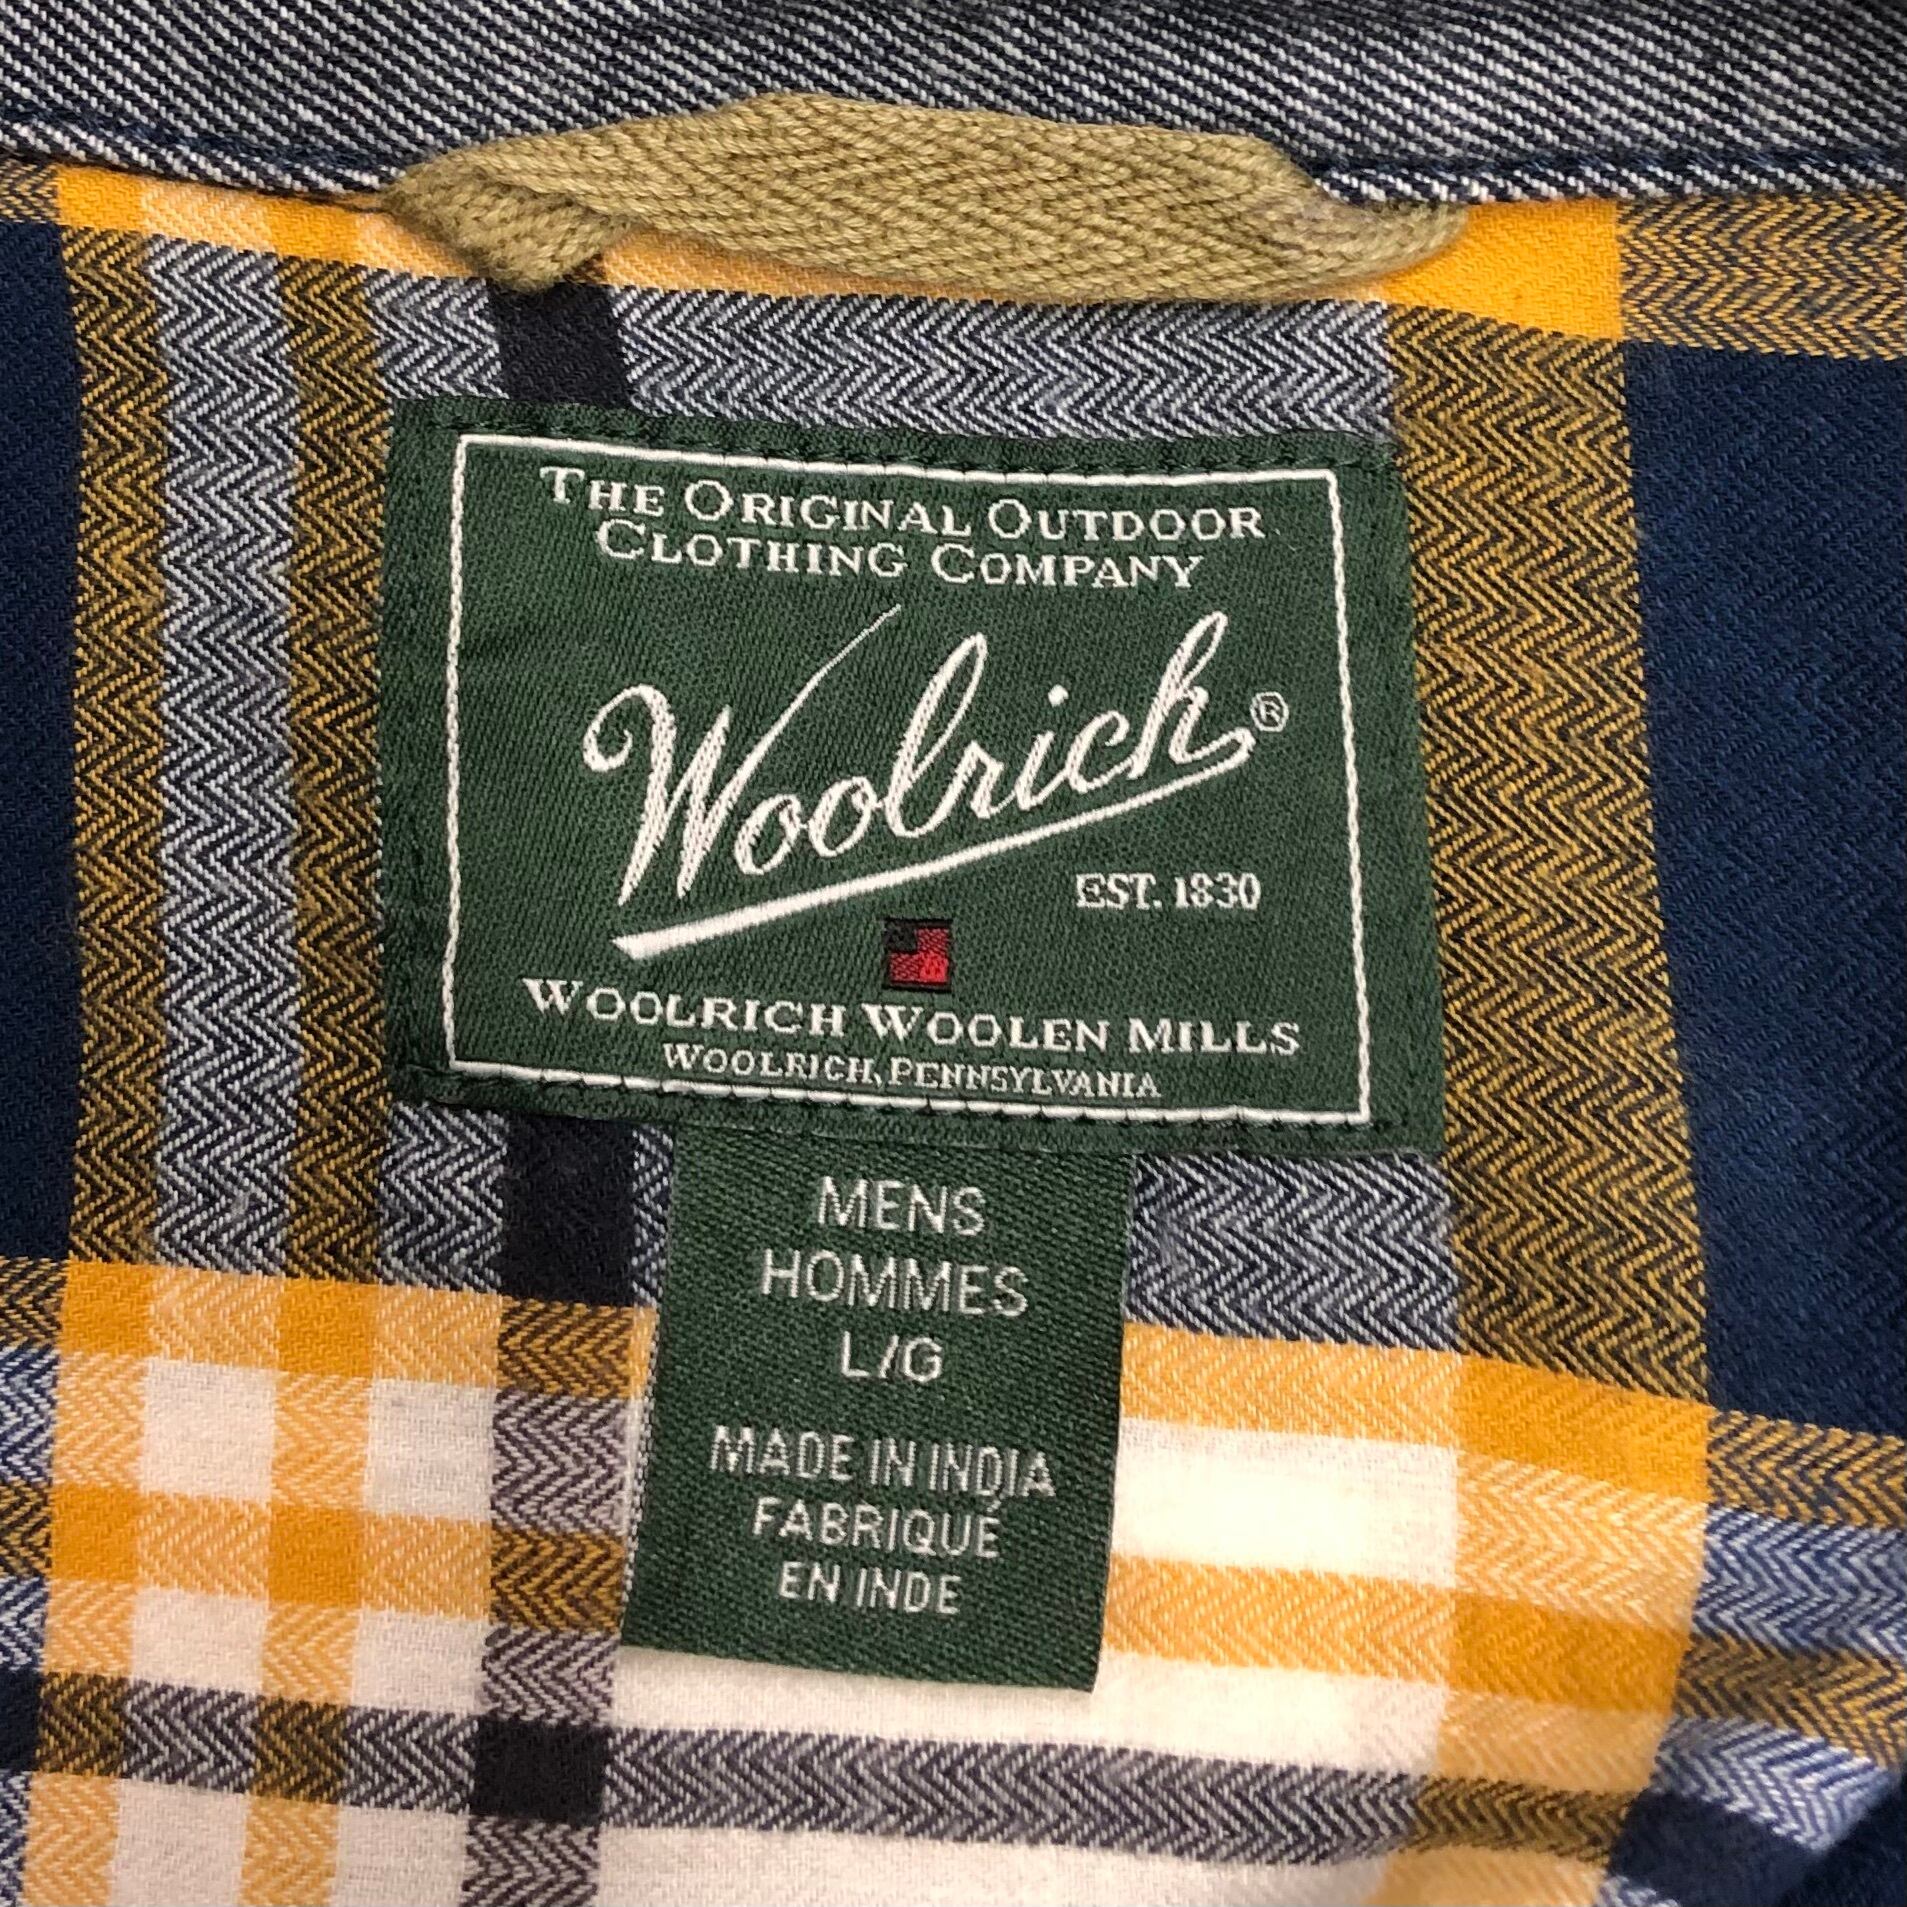 THE ORIGINAL OUTDOOR
CLOTHING COMPANY
Woolrich®
EST. 1830
WOOLRICH WOOLEN MILLS
WOOLRICH, PENNSYLVANIA
MENS
HOMMES
L/G
MADE IN INDIA
FABRIQUÉ
EN INDE